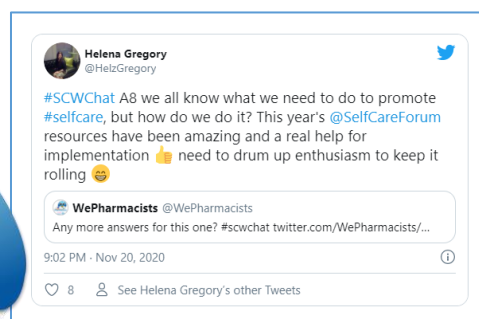 Helena Gregory
@HelzGregory
#SCWChat A8 we all know what we need to do to promote
#selfcare, but how do we do it? This year's @SelfCareForum
resources have been amazing and a real help for
implementation 👍 need to drum up enthusiasm to keep it
rolling 😁
WePharmacists @WePharmacists
Any more answers for this one? #scwchat twitter.com/WePharmacists/...
9:02 PM · Nov 20, 2020
8 See Helena Gregory's other Tweets